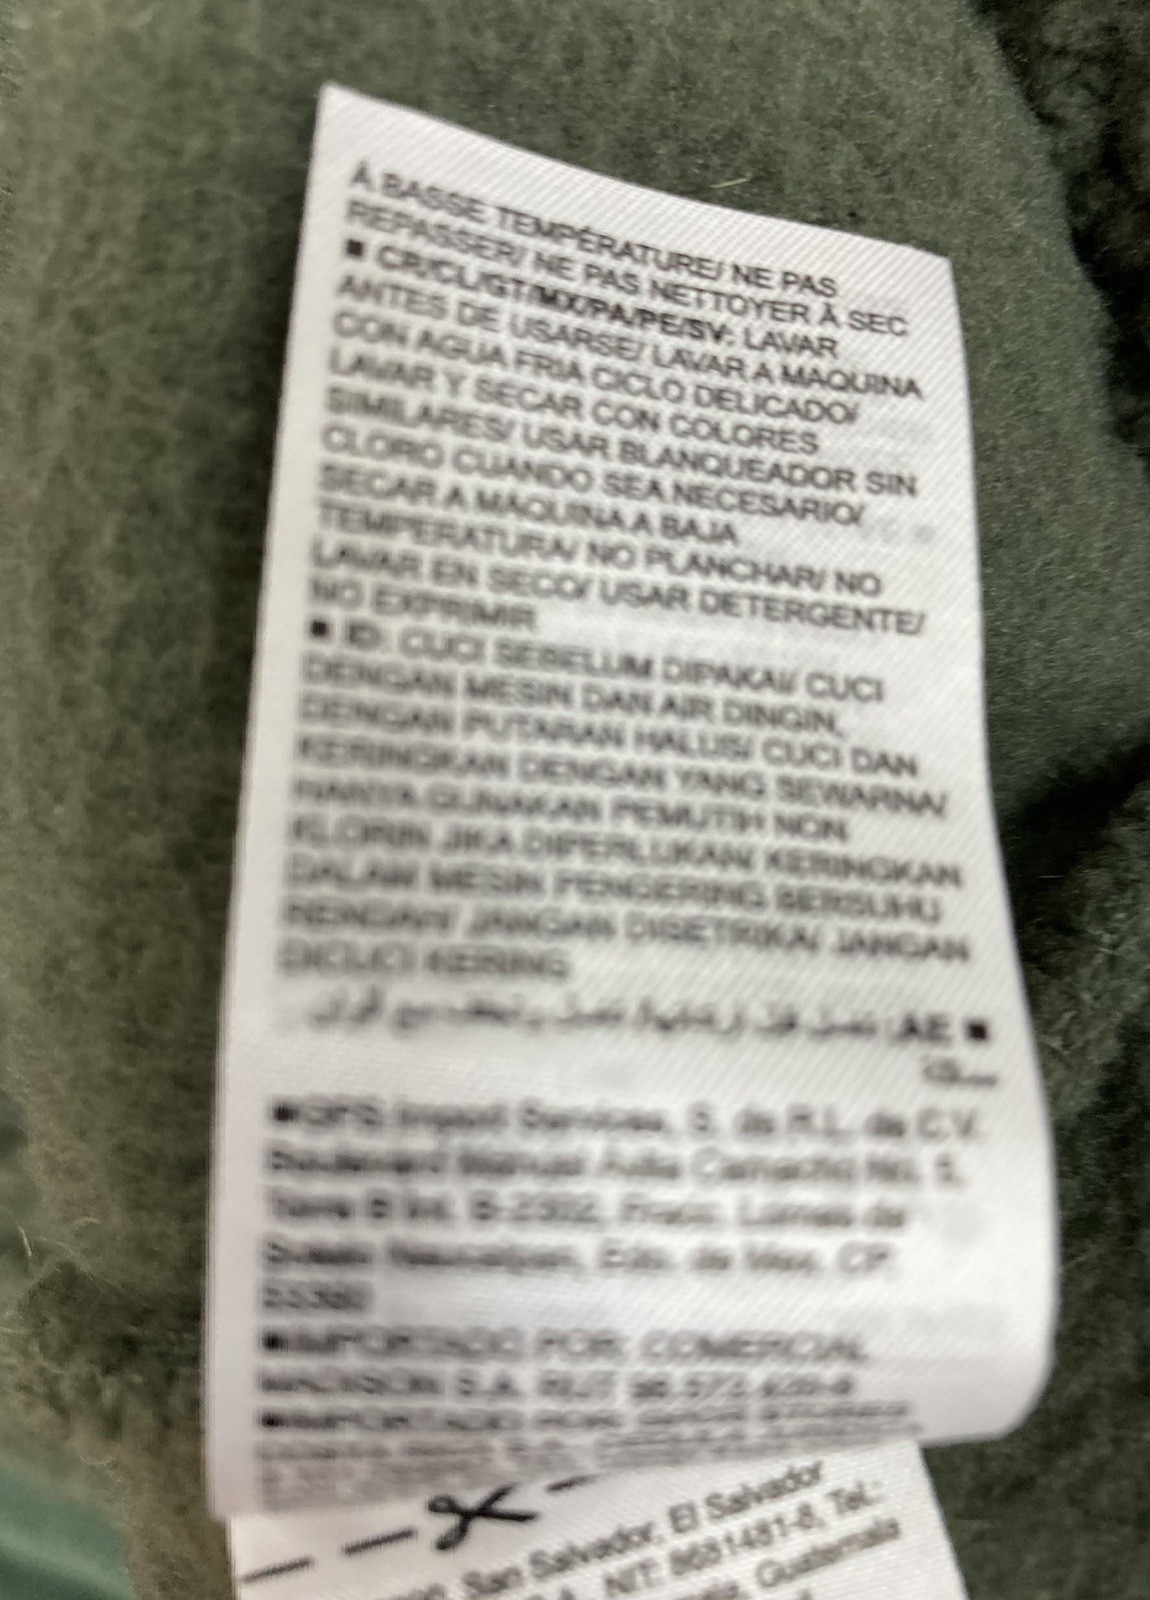 À BASSE TEMPÉRATURE/ NE PAS
REPASSER/ NE PAS NETTOYER À SEC
■ CR/CL/GT/MX/PA/PE/SV: LAVAR
ANTES DE USARSE/ LAVAR A MAQUINA
CON AGUA FRIA CICLO DELICADO/
LAVAR Y SECAR CON COLORES
SIMILARES/ USAR BLANQUEADOR SIN
CLORO CUANDO SEA NECESARIO/
SECAR A MAQUINA A BAJA
TEMPERATURA/ NO PLANCHAR/ NO
LAVAR EN SECO/ USAR DETERGENTE/
NO EXPRIMIR
■ ID: CUCI SEBELUM DIPAKAI/ CUCI
DENGAN MESIN DAN AIR DINGIN,
DENGAN PUTARAN HALUS/ CUCI DAN
KERINGKAN DENGAN YANG SEWARNA/
HANYA GUNAKAN PEMUTIH NON
KLORIN JIKA DIPERLUKAN/ KERINGKAN
DALAM MESIN PENGERING BERSUHU
RENDAH/ JANGAN DISETRIKA/ JANGAN
DICUCI KERING
AE ■
■GPS Import Services, S. de R.L. de C.V.
Boulevard Manuel Avila Camacho No. 5,
Torre B Int. B-2302, Fracc. Lomas de
Sotelo Naucalpan, Edo. de Mex. CP.
■IMPORTADO POR: COMERCIAL
MADISON S.A. RUT
■IMPORTADO POR:
San Salvador, El Salvador
NIT: 8681481-8, Tel.:
Guatemala